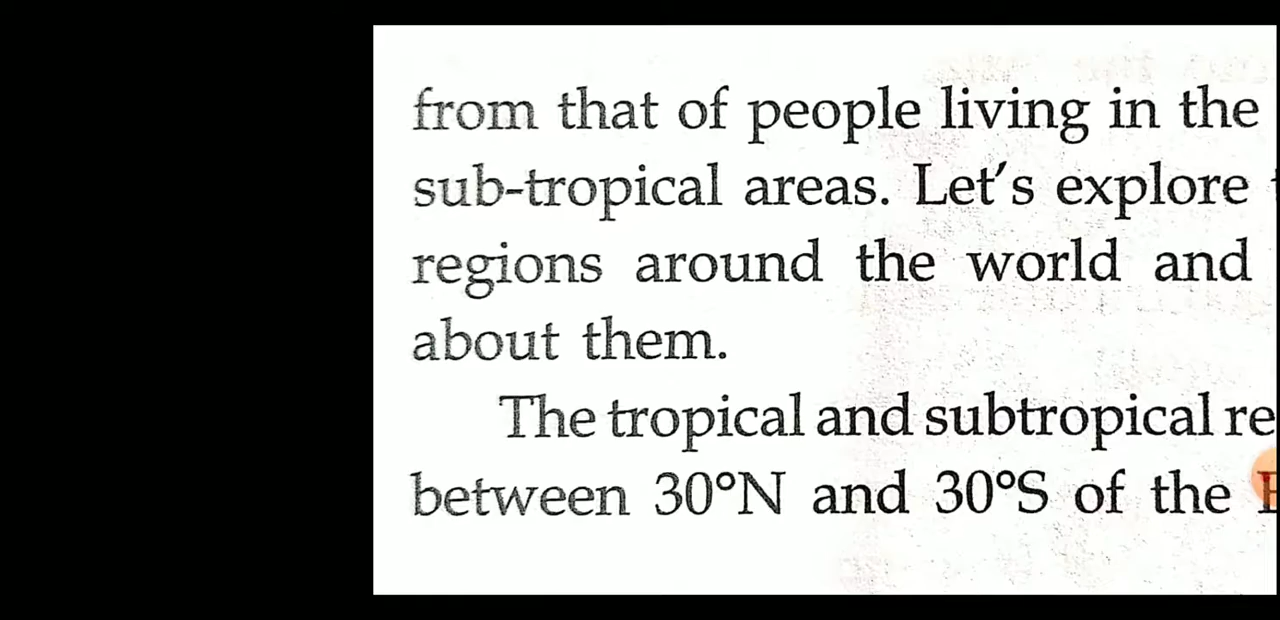 from that of people living in the
sub-tropical areas. Let's explore
regions around the world and
about them.
The tropical and subtropical re
between 30°N and 30°S of the